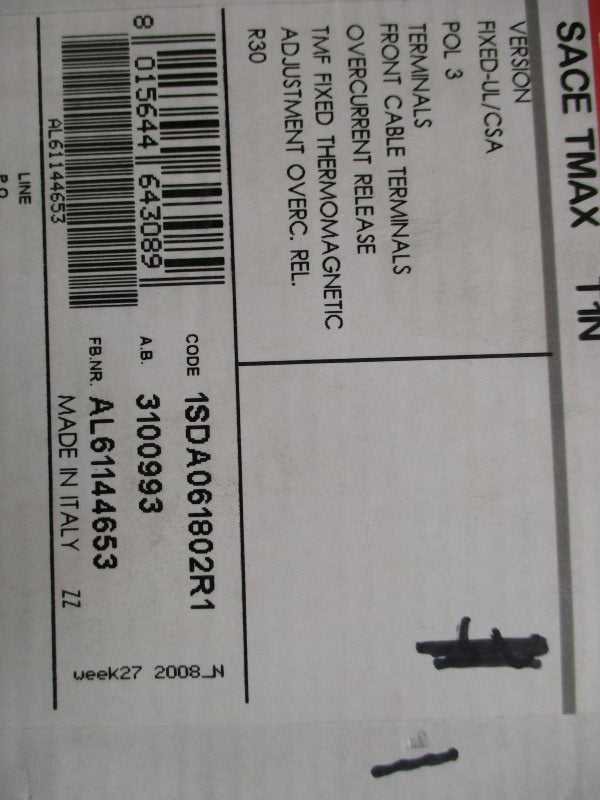 SACE TMAX T1N
VERSION
FIXED-UL/CSA
POL 3
TERMINALS
FRONT CABLE TERMINALS
OVERCURRENT RELEASE
TMF FIXED THERMOMAGNETIC
ADJUSTMENT OVERC. REL.
R30
8 015644 643089
AL61144653
CODE 1SDA061802R1
A.B. 3100993
FB.NR. AL61144653
MADE IN ITALY ZZ
week27 2008
LINE